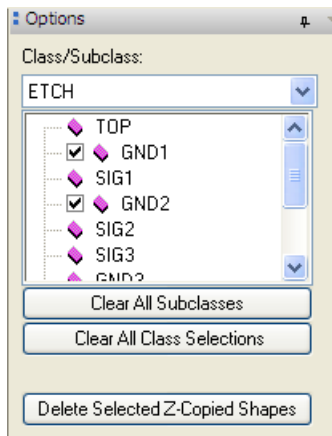 Options
Class/Subclass:
ETCH
TOP
GND1
SIG1
GND2
SIG2
SIG3
GND3
Clear All Subclasses
Clear All Class Selections
Delete Selected Z-Copied Shapes